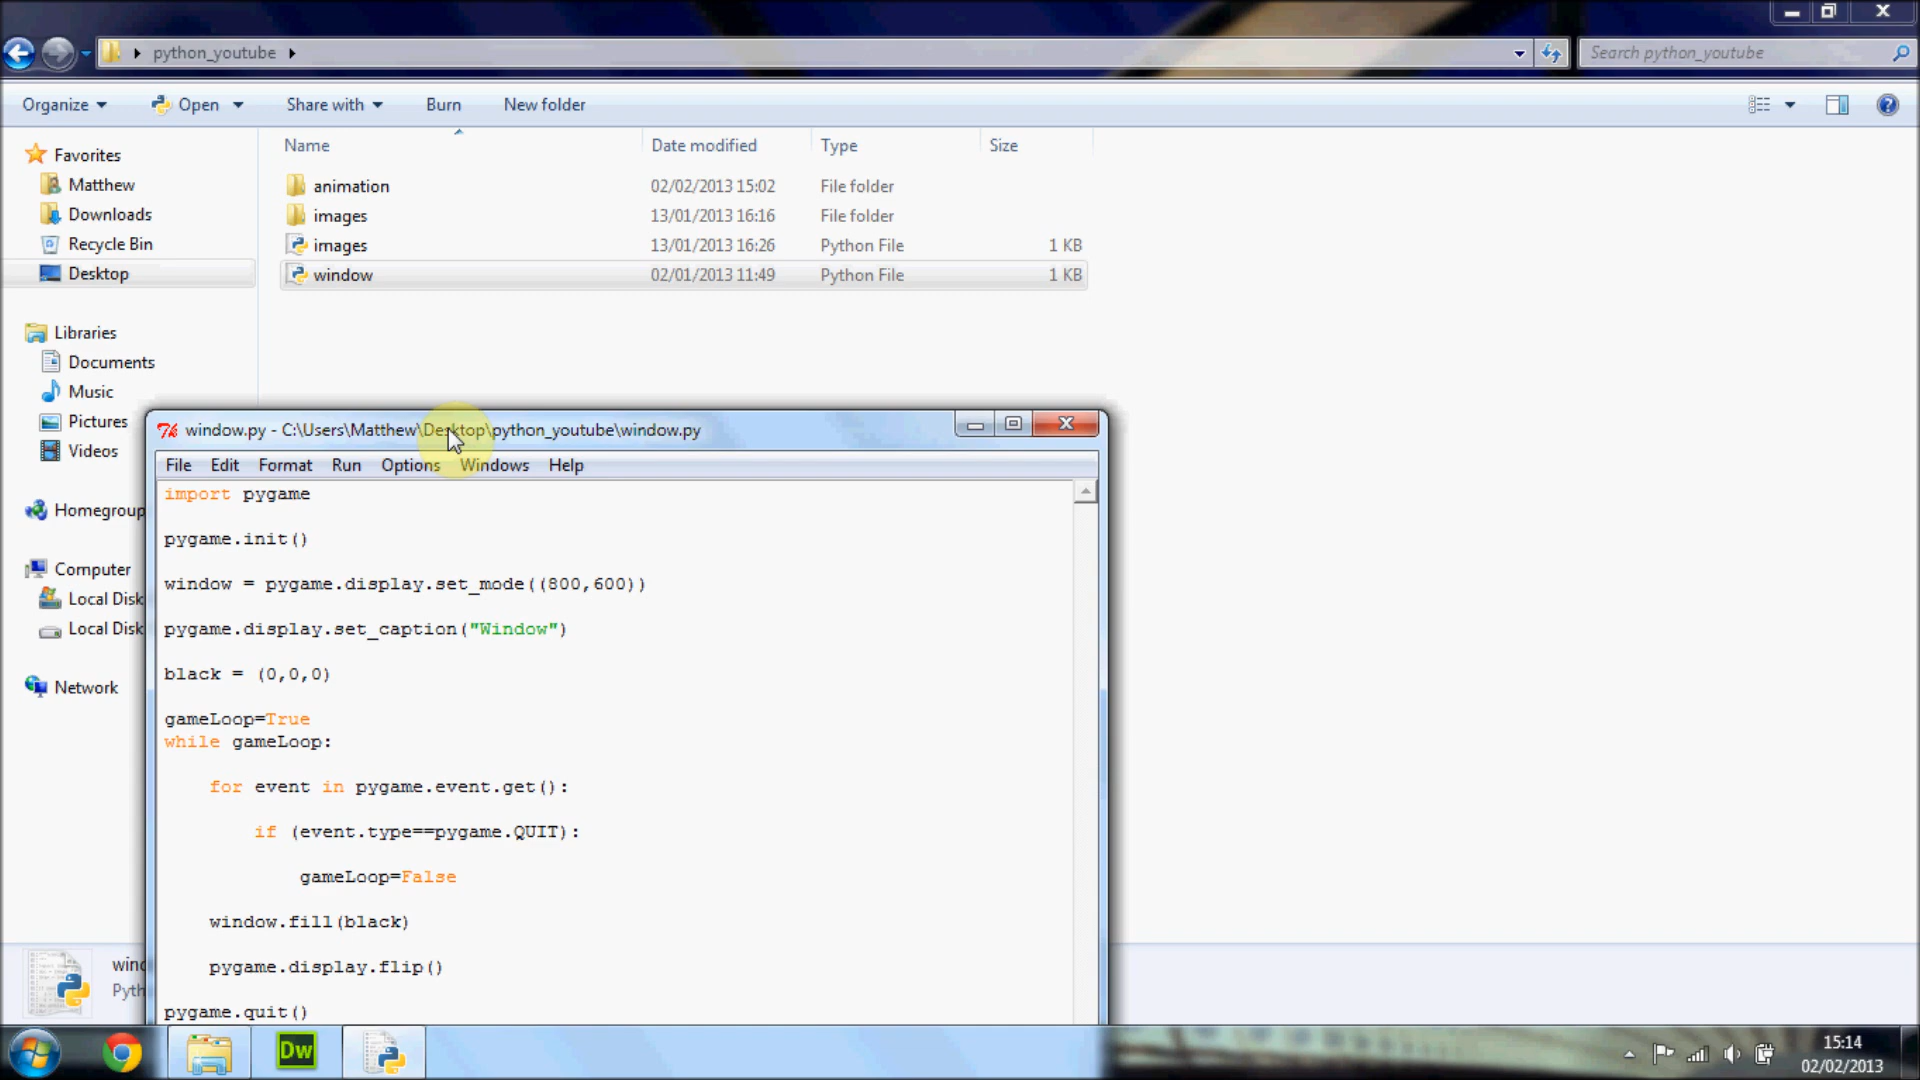 python_youtube
Search python_youtube
Organize Open Share with Burn New folder
Name Date modified Type Size
Favorites
Matthew
Downloads
Recycle Bin
Desktop
Libraries
Documents
Music
Pictures
Videos
Homegroup
Computer
Local Disk
Local Disk
Network
animation 02/02/2013 15:02 File folder
images 13/01/2013 16:16 File folder
images 13/01/2013 16:26 Python File 1 KB
window 02/01/2013 11:49 Python File 1 KB
window.py - C:\Users\Matthew\Desktop\python_youtube\window.py
File Edit Format Run Options Windows Help
import pygame
pygame.init()
window = pygame.display.set_mode((800,600))
pygame.display.set_caption("Window")
black = (0,0,0)
gameLoop=True
while gameLoop:
for event in pygame.event.get():
if (event.type==pygame.QUIT):
gameLoop=False
window.fill(black)
pygame.display.flip()
pygame.quit()
Dw
15:14
02/02/2013